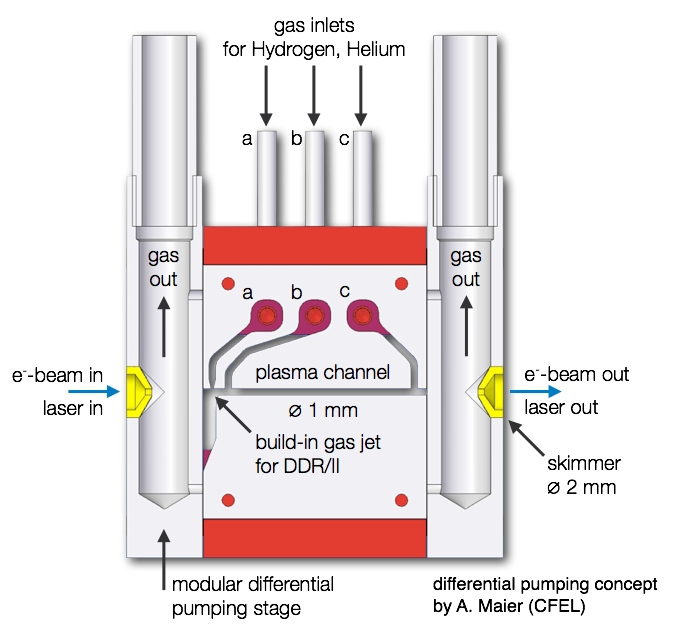 gas inlets
for Hydrogen, Helium
a
b
c
gas
out
gas
out
a
b
c
e⁻-beam in
laser in
plasma channel
ø 1 mm
e⁻-beam out
laser out
build-in gas jet
for DDR/II
skimmer
ø 2 mm
modular differential
pumping stage
differential pumping concept
by A. Maier (CFEL)